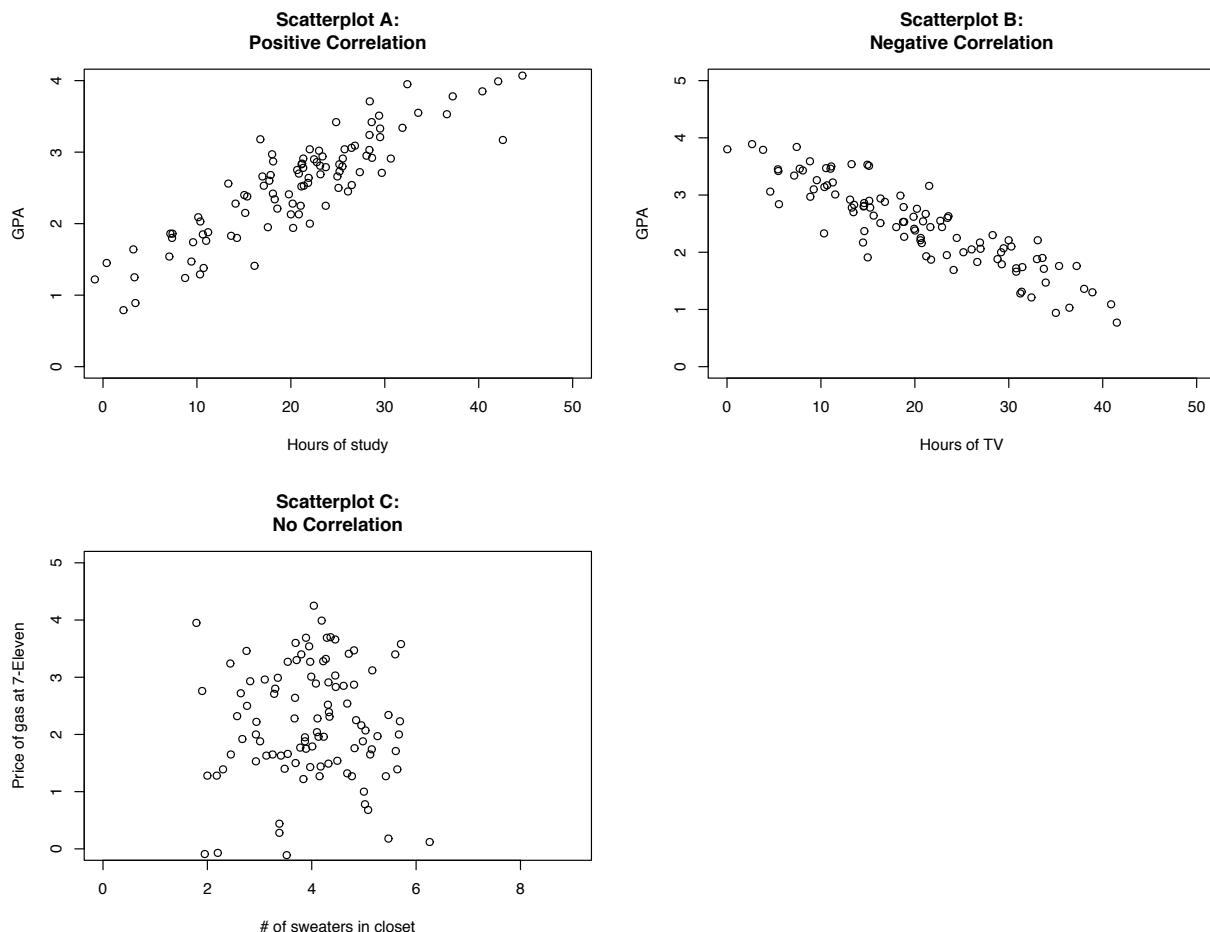 Scatterplot A:
Positive Correlation
GPA
4
3
2
1
0
0 10 20 30 40 50
Hours of study
Scatterplot B:
Negative Correlation
GPA
5
4
3
2
1
0
0 10 20 30 40 50
Hours of TV
Scatterplot C:
No Correlation
Price of gas at 7-Eleven
5
4
3
2
1
0
0 2 4 6 8
# of sweaters in closet